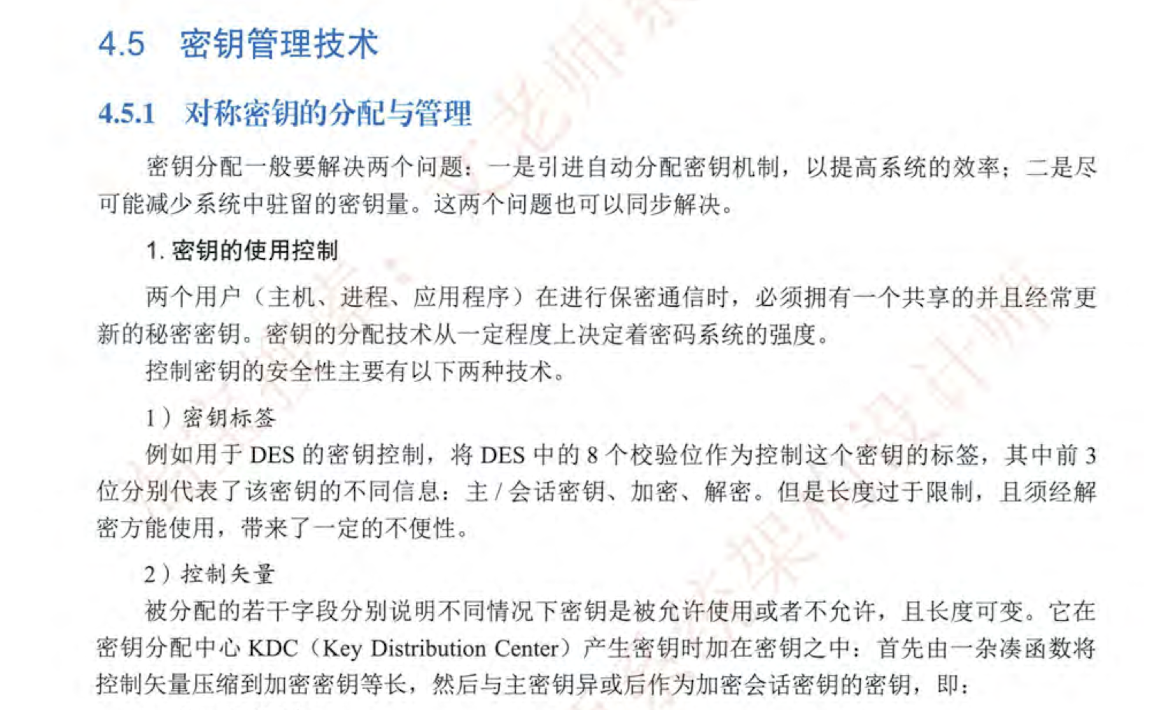 4.5 密钥管理技术
4.5.1 对称密钥的分配与管理
密钥分配一般要解决两个问题：一是引进自动分配密钥机制，以提高系统的效率；二是尽
可能减少系统中驻留的密钥量。这两个问题也可以同步解决。
1. 密钥的使用控制
两个用户（主机、进程、应用程序）在进行保密通信时，必须拥有一个共享的并且经常更
新的秘密密钥。密钥的分配技术从一定程度上决定着密码系统的强度。
控制密钥的安全性主要有以下两种技术。
1）密钥标签
例如用于 DES 的密钥控制，将 DES 中的 8 个校验位作为控制这个密钥的标签，其中前 3
位分别代表了该密钥的不同信息：主 / 会话密钥、加密、解密。但是长度过于限制，且须经解
密方能使用，带来了一定的不便性。
2）控制矢量
被分配的若干字段分别说明不同情况下密钥是被允许使用或者不允许，且长度可变。它在
密钥分配中心 KDC（Key Distribution Center）产生密钥时加在密钥之中：首先由一杂凑函数将
控制矢量压缩到加密密钥等长，然后与主密钥异或后作为加密会话密钥的密钥，即：